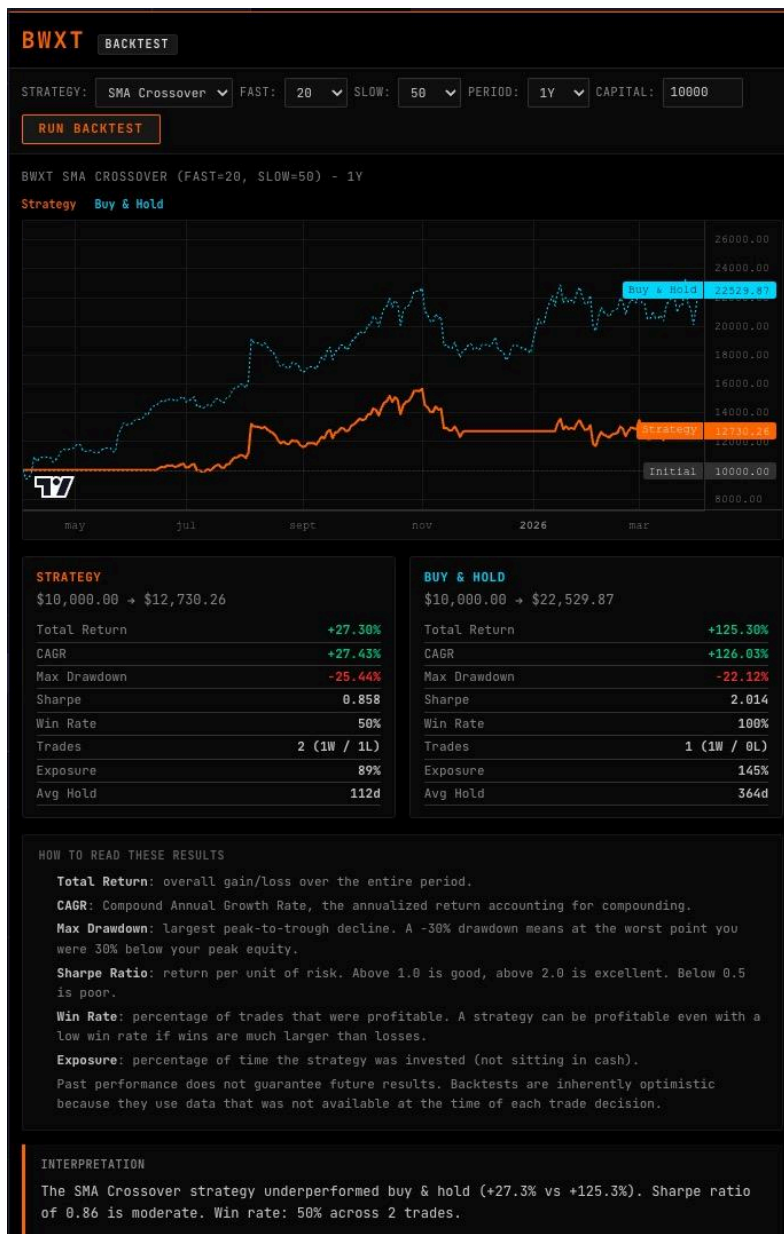 BWXT BACKTEST
STRATEGY: SMA Crossover FAST: 20 SLOW: 50 PERIOD: 1Y CAPITAL: 10000
RUN BACKTEST
BWXT SMA CROSSOVER (FAST=20, SLOW=50) - 1Y
Strategy Buy & Hold
26000.00
24000.00
Buy & Hold 22529.87
20000.00
18000.00
16000.00
14000.00
Strategy 12730.26
12000.00
Initial 10000.00
8000.00
may jul sept nov 2026 mar
STRATEGY
$10,000.00 → $12,730.26
Total Return +27.30%
CAGR +27.43%
Max Drawdown -25.44%
Sharpe 0.858
Win Rate 50%
Trades 2 (1W / 1L)
Exposure 89%
Avg Hold 112d
BUY & HOLD
$10,000.00 → $22,529.87
Total Return +125.30%
CAGR +126.03%
Max Drawdown -22.12%
Sharpe 2.014
Win Rate 100%
Trades 1 (1W / 0L)
Exposure 145%
Avg Hold 364d
HOW TO READ THESE RESULTS
Total Return: overall gain/loss over the entire period.
CAGR: Compound Annual Growth Rate, the annualized return accounting for compounding.
Max Drawdown: largest peak-to-trough decline. A -30% drawdown means at the worst point you
were 30% below your peak equity.
Sharpe Ratio: return per unit of risk. Above 1.0 is good, above 2.0 is excellent. Below 0.5
is poor.
Win Rate: percentage of trades that were profitable. A strategy can be profitable even with a
low win rate if wins are much larger than losses.
Exposure: percentage of time the strategy was invested (not sitting in cash).
Past performance does not guarantee future results. Backtests are inherently optimistic
because they use data that was not available at the time of each trade decision.
INTERPRETATION
The SMA Crossover strategy underperformed buy & hold (+27.3% vs +125.3%). Sharpe ratio
of 0.86 is moderate. Win rate: 50% across 2 trades.